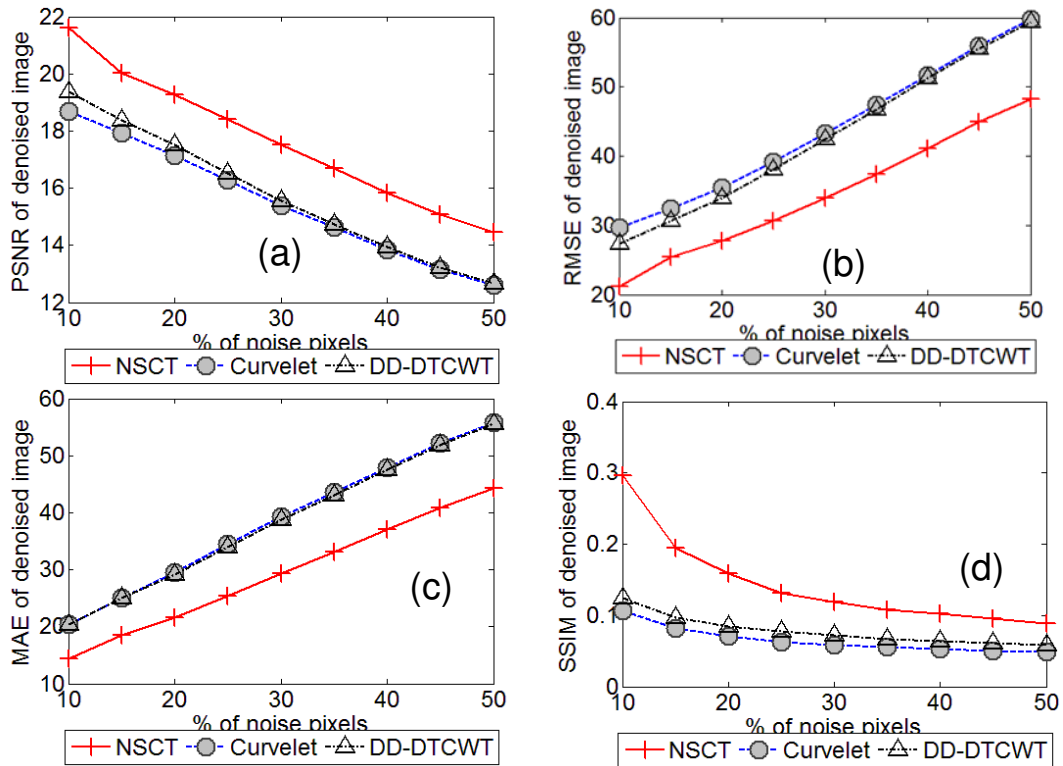 PSNR of denoised image
22
20
18
16
14
12
(a)
10 20 30 40 50
% of noise pixels
NSCT Curvelet DD-DTCWT
RMSE of denoised image
60
50
40
30
20
(b)
10 20 30 40 50
% of noise pixels
NSCT Curvelet DD-DTCWT
MAE of denoised image
60
50
40
30
20
10
(c)
10 20 30 40 50
% of noise pixels
NSCT Curvelet DD-DTCWT
SSIM of denoised image
0.4
0.3
0.2
0.1
0
(d)
10 20 30 40 50
% of noise pixels
NSCT Curvelet DD-DTCWT